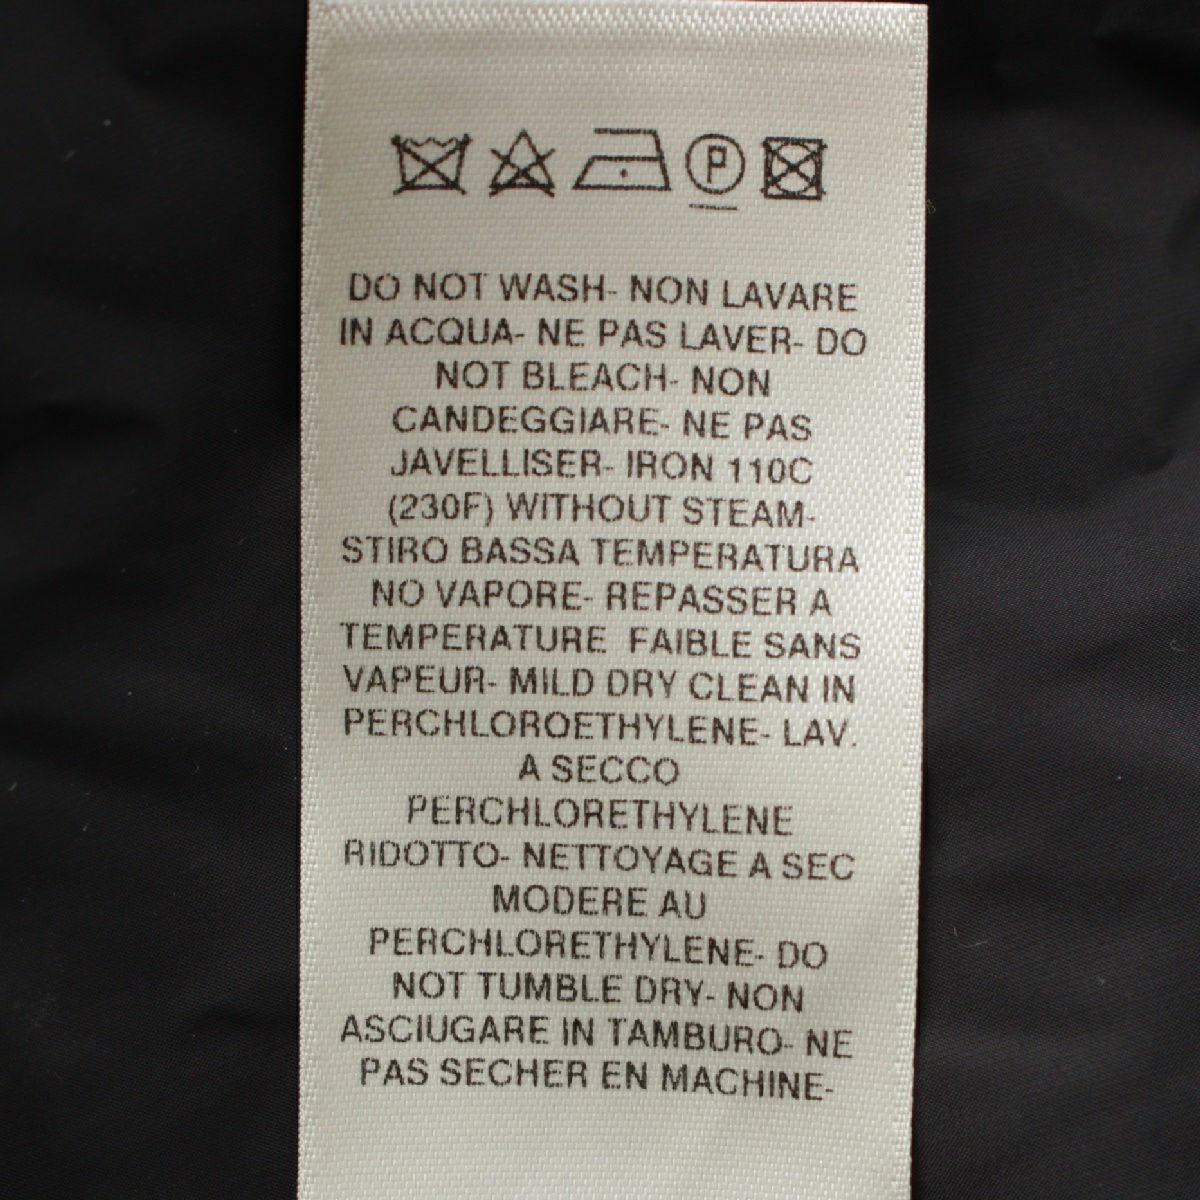 P
DO NOT WASH- NON LAVARE
IN ACQUA- NE PAS LAVER- DO
NOT BLEACH- NON
CANDEGGIARE- NE PAS
JAVELLISER- IRON 110C
(230F) WITHOUT STEAM-
STIRO BASSA TEMPERATURA
NO VAPORE- REPASSER A
TEMPERATURE FAIBLE SANS
VAPEUR- MILD DRY CLEAN IN
PERCHLOROETHYLENE- LAV.
A SECCO
PERCHLORETHYLENE
RIDOTTO- NETTOYAGE A SEC
MODERE AU
PERCHLORETHYLENE- DO
NOT TUMBLE DRY- NON
ASCIUGARE IN TAMBURO- NE
PAS SECHER EN MACHINE-